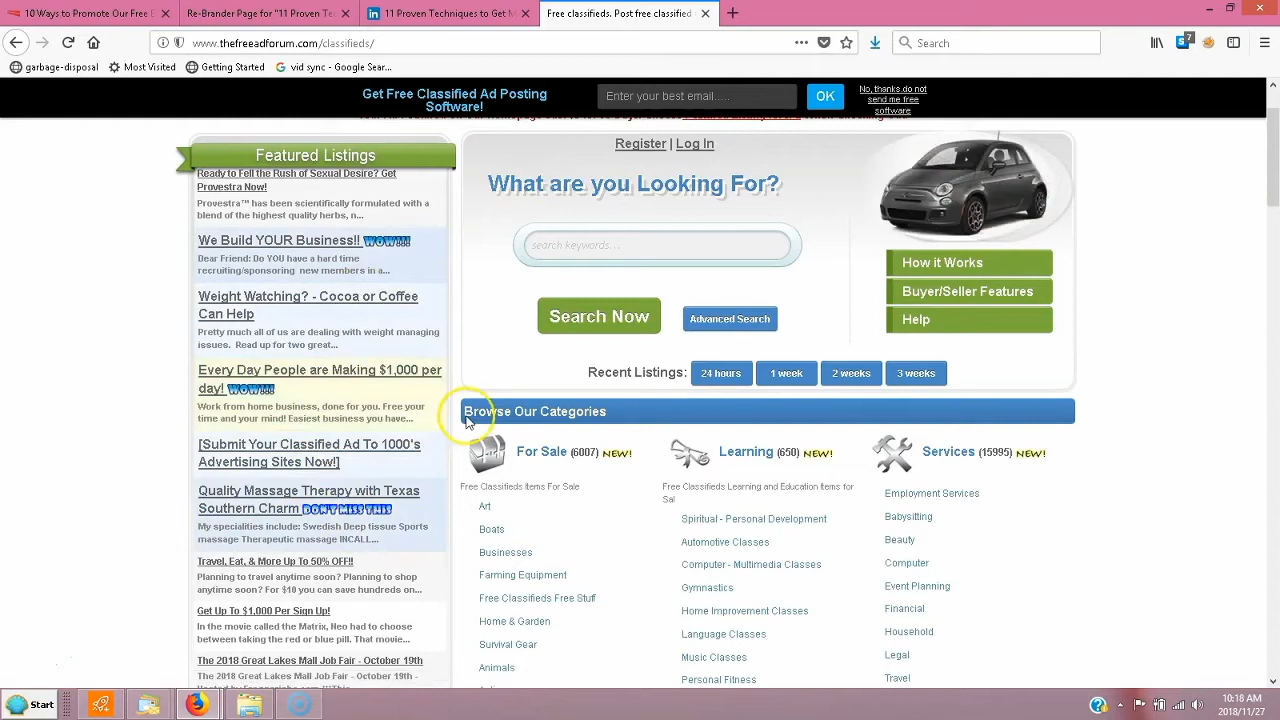 10 Ways to Promote Our Free B
Re-Brander Page for "11 Proven Te
11 Proven Techniques to Get M
Free classifieds. Post free classified
www.thefreeadforum.com/classifieds/
Search
7
garbage-disposal
Most Visited
Getting Started
vid sync - Google Sear...
Get Free Classified Ad Posting
Software!
Enter your best email.....
OK
No, thanks.do not
send me free
software
Featured Listings
Ready to Fell the Rush of Sexual Desire? Get
Provestra Now!
Provestra™ has been scientifically formulated with a
blend of the highest quality herbs, n...
We Build YOUR Business!! WOW!!!
Dear Friend: Do YOU have a hard time
recruiting/sponsoring new members in a...
Weight Watching? - Cocoa or Coffee
Can Help
Pretty much all of us are dealing with weight managing
issues. Read up for two great...
Every Day People are Making $1,000 per
day! WOW!!!
Work from home business, done for you. Free your
time and your mind! Easiest business you have...
[Submit Your Classified Ad To 1000's
Advertising Sites Now!]
Quality Massage Therapy with Texas
Southern Charm DON'T MISS THIS
My specialities include: Swedish Deep tissue Sports
massage Therapeutic massage INCALL...
Travel, Eat, & More Up To 50% OFF!!
Planning to travel anytime soon? Planning to shop
anytime soon? For $10 you can save hundreds on...
Get Up To $1,000 Per Sign Up!
In the movie called the Matrix, Neo had to choose
between taking the red or blue pill. That movie...
The 2018 Great Lakes Mall Job Fair - October 19th
The 2018 Great Lakes Mall Job Fair - October 19th -
Register | Log In
What are you Looking For?
search keywords...
Search Now
Advanced Search
How it Works
Buyer/Seller Features
Help
Recent Listings: 24 hours 1 week 2 weeks 3 weeks
Browse Our Categories
For Sale (6007) NEW!
Free Classifieds Items For Sale
Art
Boats
Businesses
Farming Equipment
Free Classifieds Free Stuff
Home & Garden
Survival Gear
Animals
Learning (650) NEW!
Free Classifieds Learning and Education Items for
Sal
Spiritual - Personal Development
Automotive Classes
Computer - Multimedia Classes
Gymnastics
Home Improvement Classes
Language Classes
Music Classes
Personal Fitness
Services (15995) NEW!
Employment Services
Babysitting
Beauty
Computer
Event Planning
Financial
Household
Legal
Travel
Start
10:18 AM
2018/11/27